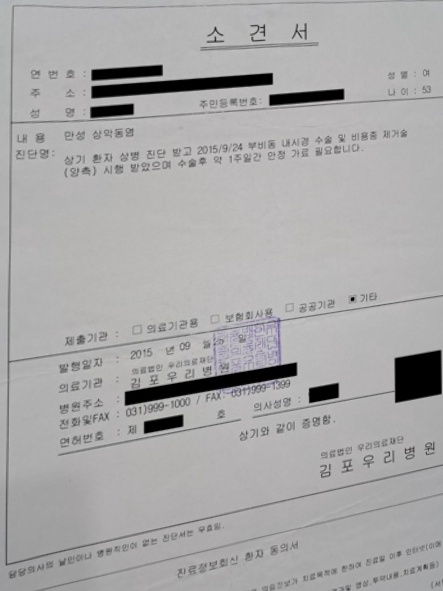 소 견 서
연 번 호 :
주 소 :
성 별 : 여
성 명 :
주민등록번호:
나 이 : 53
내 용 만성 상악동염
진단명: 상기 환자 상병 진단 받고 2015/9/24 부비동 내시경 수술 및 비용종 제거술
(양측) 시행 받았으며 수술후 약 1주일간 안정 가료 필요합니다.
제출기관 : □ 의료기관용 □ 보험회사용 □ 공공기관 ▣ 기타
발행일자 : 2015 년 09 월 일
의료법인 우리의료재단
의료기관 : 김 포 우 리 병 원
병원주소 :
전화및FAX : 031)999-1000 / FAX : 031)999-1399
면허번호 : 제 호
의사성명 :
상기와 같이 증명함.
의료법인 우리의료재단
김 포 우 리 병 원
담당의사의 날인이나 병원직인이 없는 진단서는 무효임.
진료정보회신 환자 동의서
진료일 이후 인터넷(이메